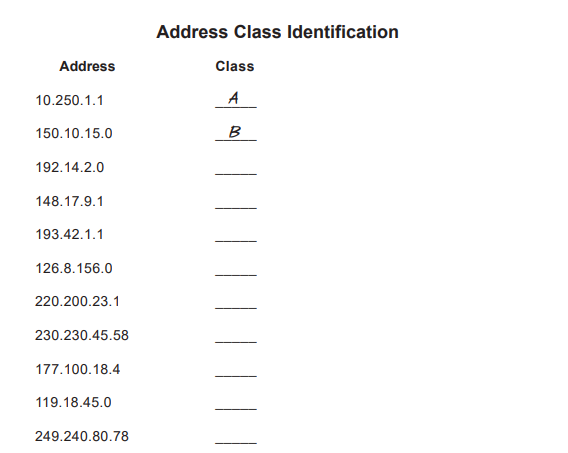 Address Class Identification
Address Class
10.250.1.1 A
150.10.15.0 B
192.14.2.0 _____
148.17.9.1 _____
193.42.1.1 _____
126.8.156.0 _____
220.200.23.1 _____
230.230.45.58 _____
177.100.18.4 _____
119.18.45.0 _____
249.240.80.78 _____